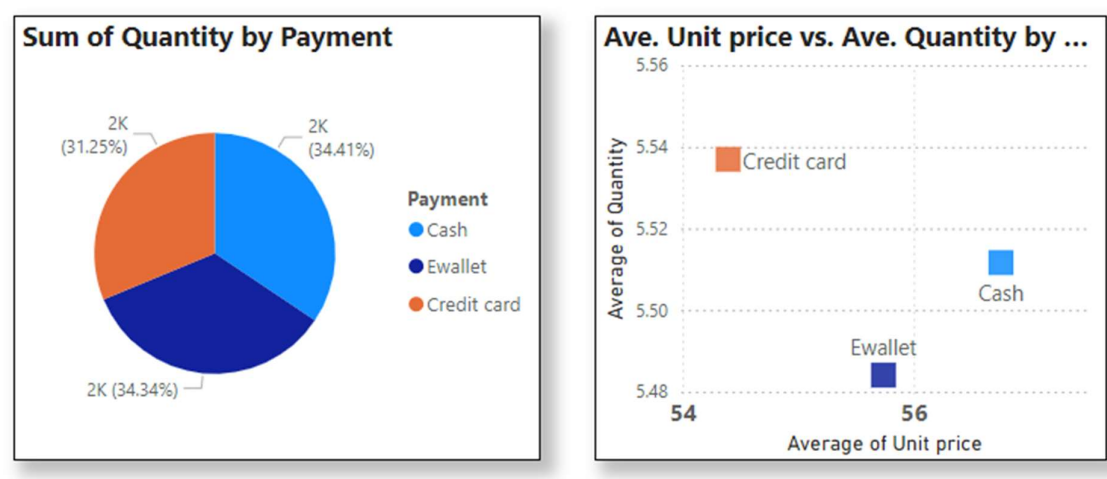 Sum of Quantity by Payment
2K
(31.25%)
2K
(34.41%)
2K (34.34%)
Payment
Cash
Ewallet
Credit card
Ave. Unit price vs. Ave. Quantity by ...
Average of Quantity
5.56
5.54
5.52
5.50
5.48
Credit card
Cash
Ewallet
54
56
Average of Unit price